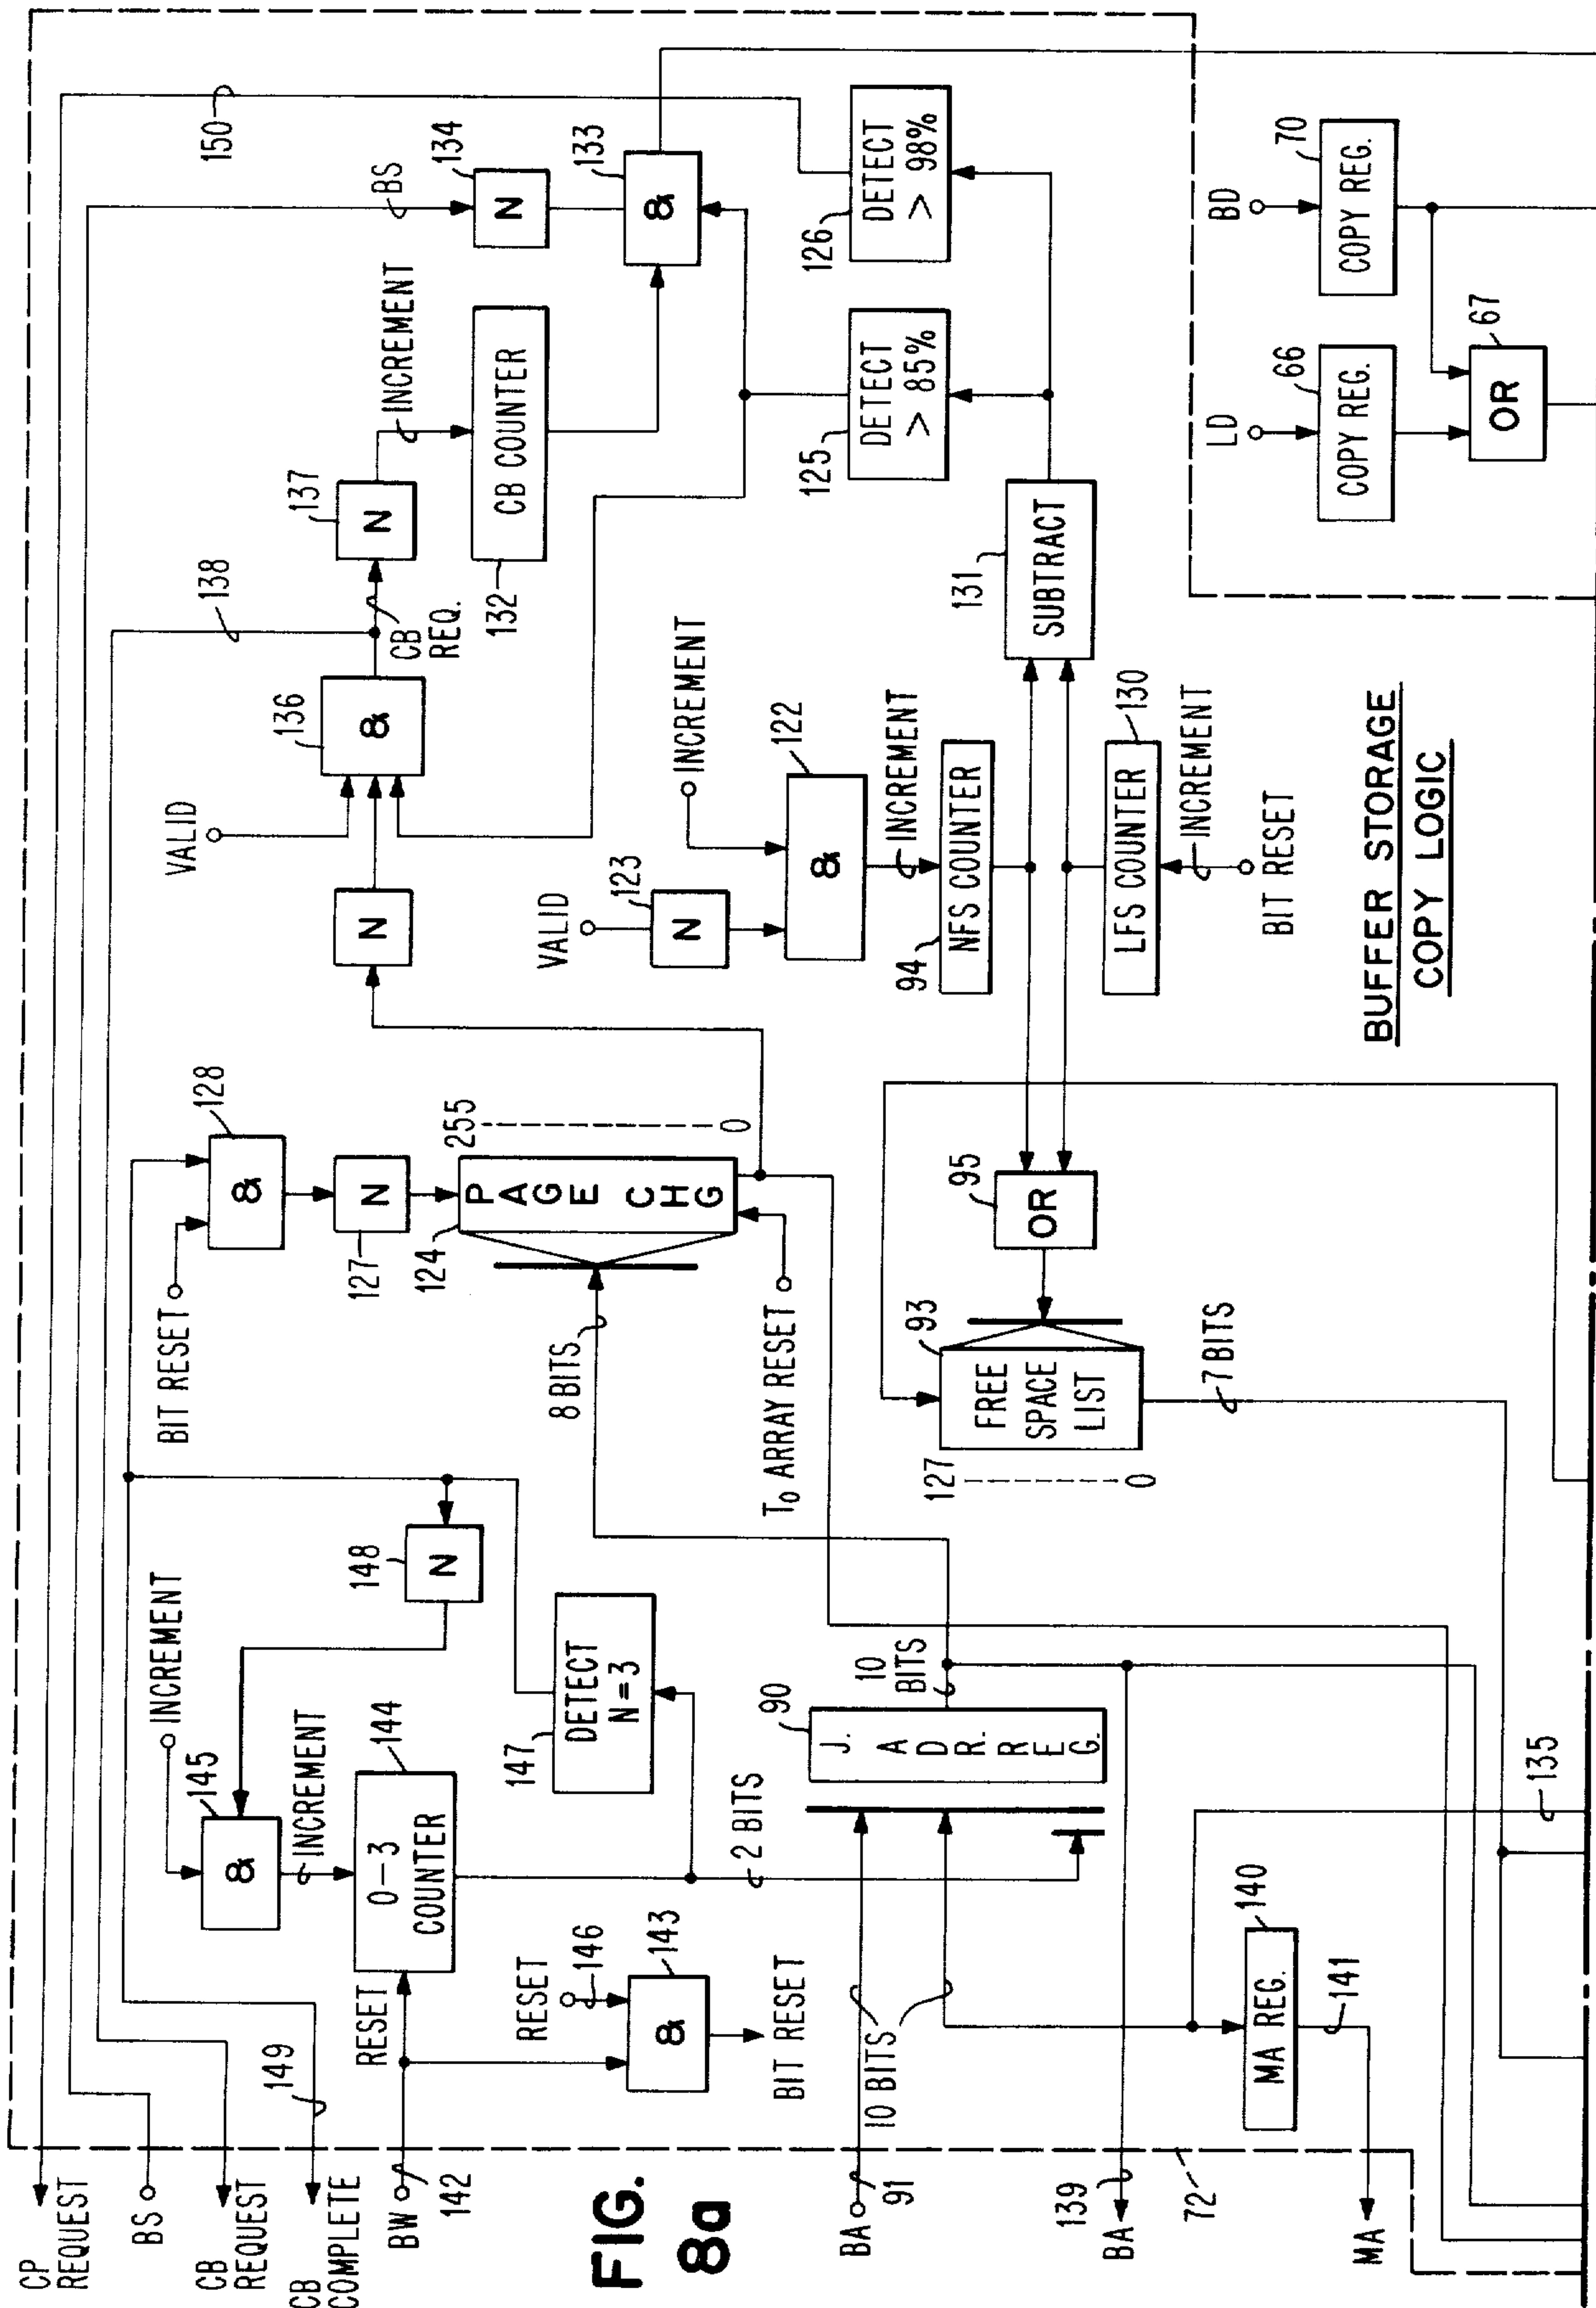 CP
REQUEST
BS
CB
REQUEST
CB
COMPLETE
149
BW
142
FIG.
8a
BA
91
139
BA
72
MA
INCREMENT
145
&
INCREMENT
0-3
COUNTER
144
RESET
148
N
147
DETECT
N=3
2 BITS
RESET
146
143
&
BIT RESET
90
J.
ADR.
REG.
10
BITS
10 BITS
140
MA REG.
141
135
BIT RESET
128
&
127
N
124
PAGE CHG
255
0
8 BITS
T0 ARRAY RESET
93
FREE
SPACE
LIST
127
0
95
OR
7 BITS
VALID
136
&
N
138
CB
REQ.
137
N
INCREMENT
132
CB COUNTER
BS
134
N
133
&
150
VALID
123
N
INCREMENT
122
&
INCREMENT
94
NFS COUNTER
LFS COUNTER
130
INCREMENT
BIT RESET
131
SUBTRACT
125
DETECT
> 85%
126
DETECT
> 98%
BUFFER STORAGE
COPY LOGIC
LD
66
COPY REG.
BD
70
COPY REG.
67
OR